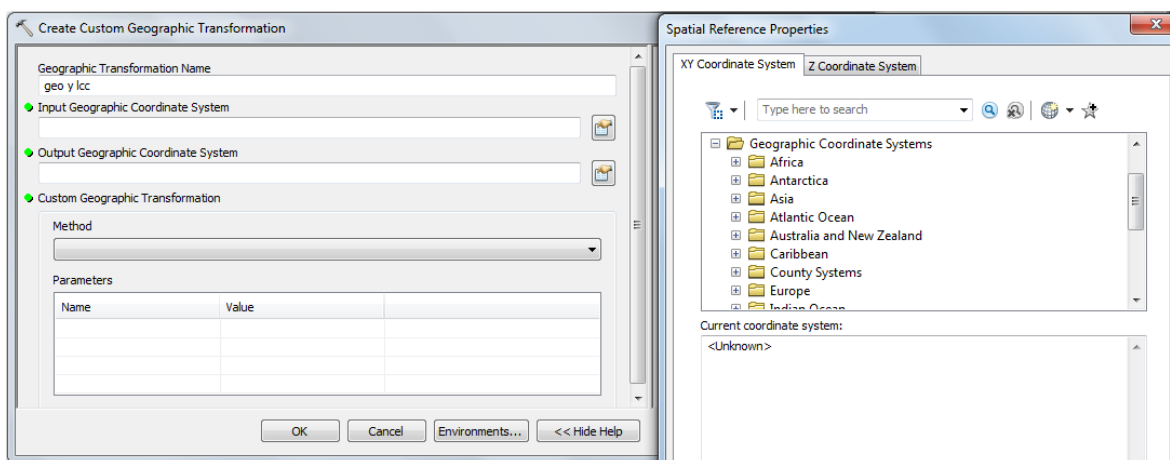 Create Custom Geographic Transformation
Geographic Transformation Name
geo y lcc
Input Geographic Coordinate System
Output Geographic Coordinate System
Custom Geographic Transformation
Method
Parameters
Name Value
OK Cancel Environments... << Hide Help
Spatial Reference Properties
XY Coordinate System Z Coordinate System
Type here to search
Geographic Coordinate Systems
Africa
Antarctica
Asia
Atlantic Ocean
Australia and New Zealand
Caribbean
County Systems
Europe
Indian Ocean
Current coordinate system:
<Unknown>